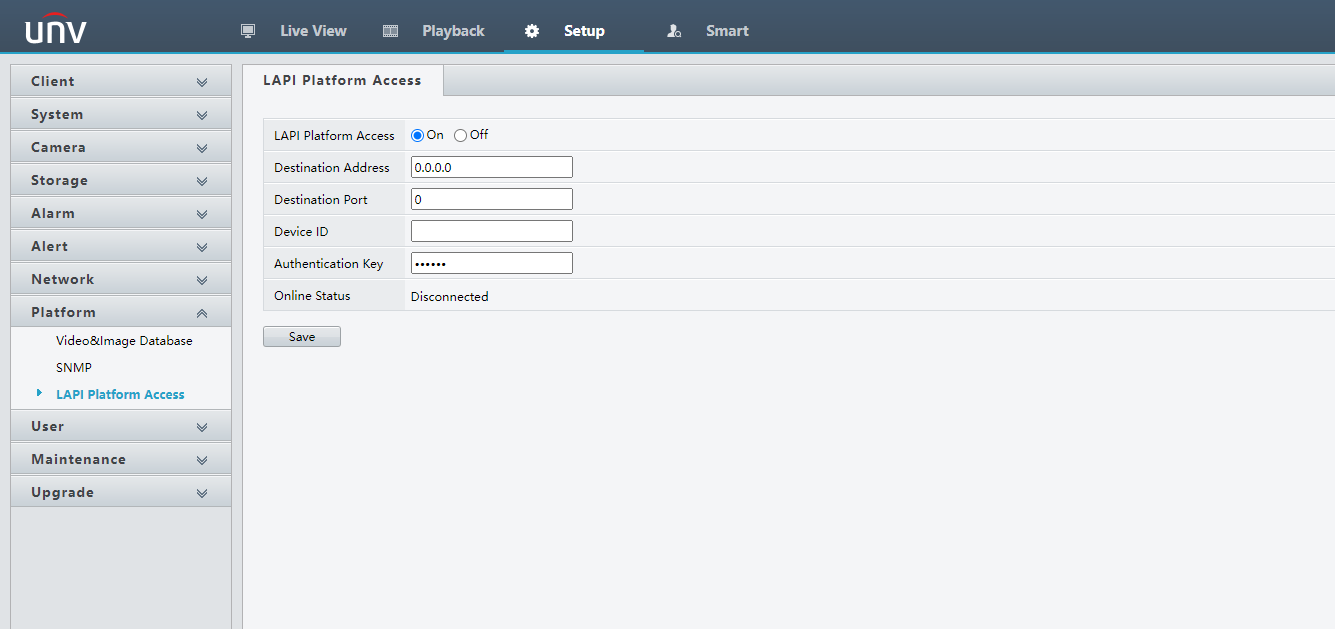 unv
Live View
Playback
Setup
Smart
Client
System
Camera
Storage
Alarm
Alert
Network
Platform
Video&Image Database
SNMP
LAPI Platform Access
User
Maintenance
Upgrade
LAPI Platform Access
LAPI Platform Access On Off
Destination Address 0.0.0.0
Destination Port 0
Device ID
Authentication Key ••••••
Online Status Disconnected
Save